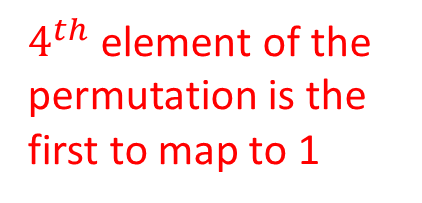 4th element of the
permutation is the
first to map to 1